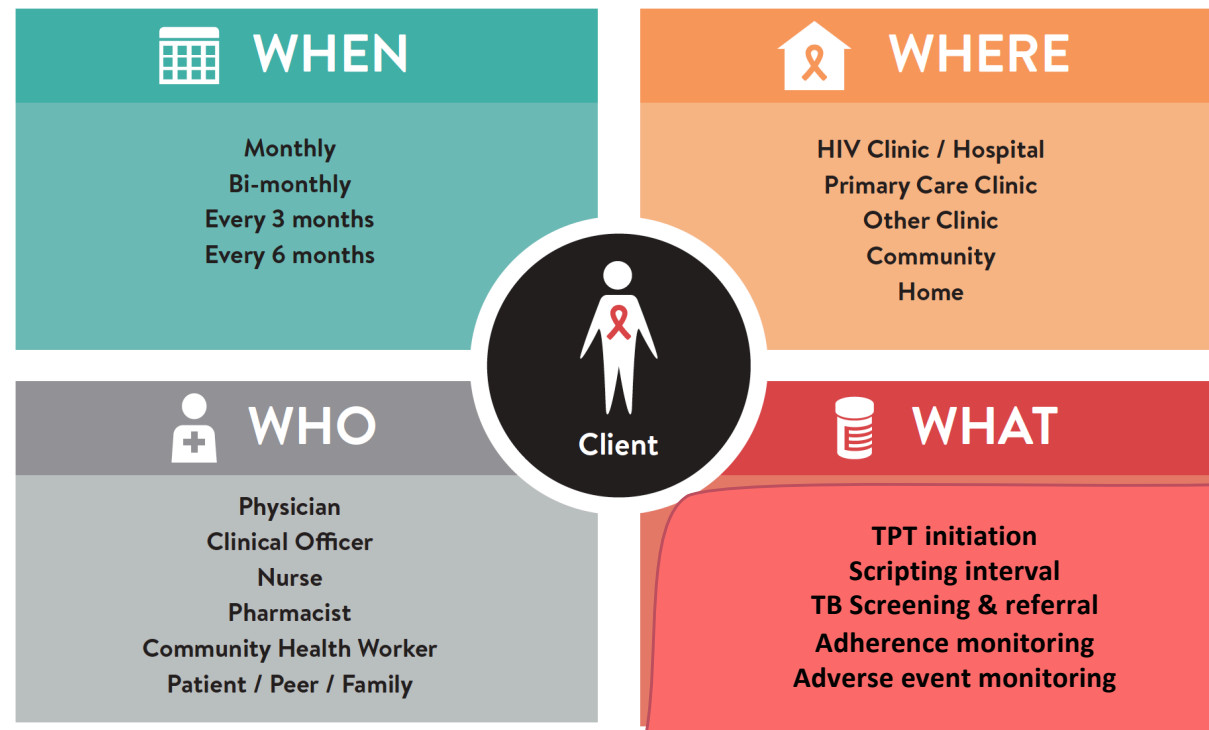 WHEN
Monthly
Bi-monthly
Every 3 months
Every 6 months
WHERE
HIV Clinic / Hospital
Primary Care Clinic
Other Clinic
Community
Home
Client
WHO
Physician
Clinical Officer
Nurse
Pharmacist
Community Health Worker
Patient / Peer / Family
WHAT
TPT initiation
Scripting interval
TB Screening & referral
Adherence monitoring
Adverse event monitoring